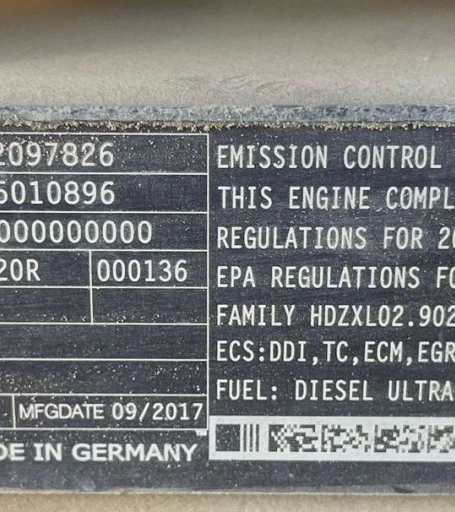 2097826
6010896
000000000
20R 000136
MFGDATE 09/2017
DE IN GERMANY
EMISSION CONTROL
THIS ENGINE COMPL
REGULATIONS FOR 20
EPA REGULATIONS FO
FAMILY HDZXL02.902
ECS:DDI,TC,ECM,EGR
FUEL: DIESEL ULTRA